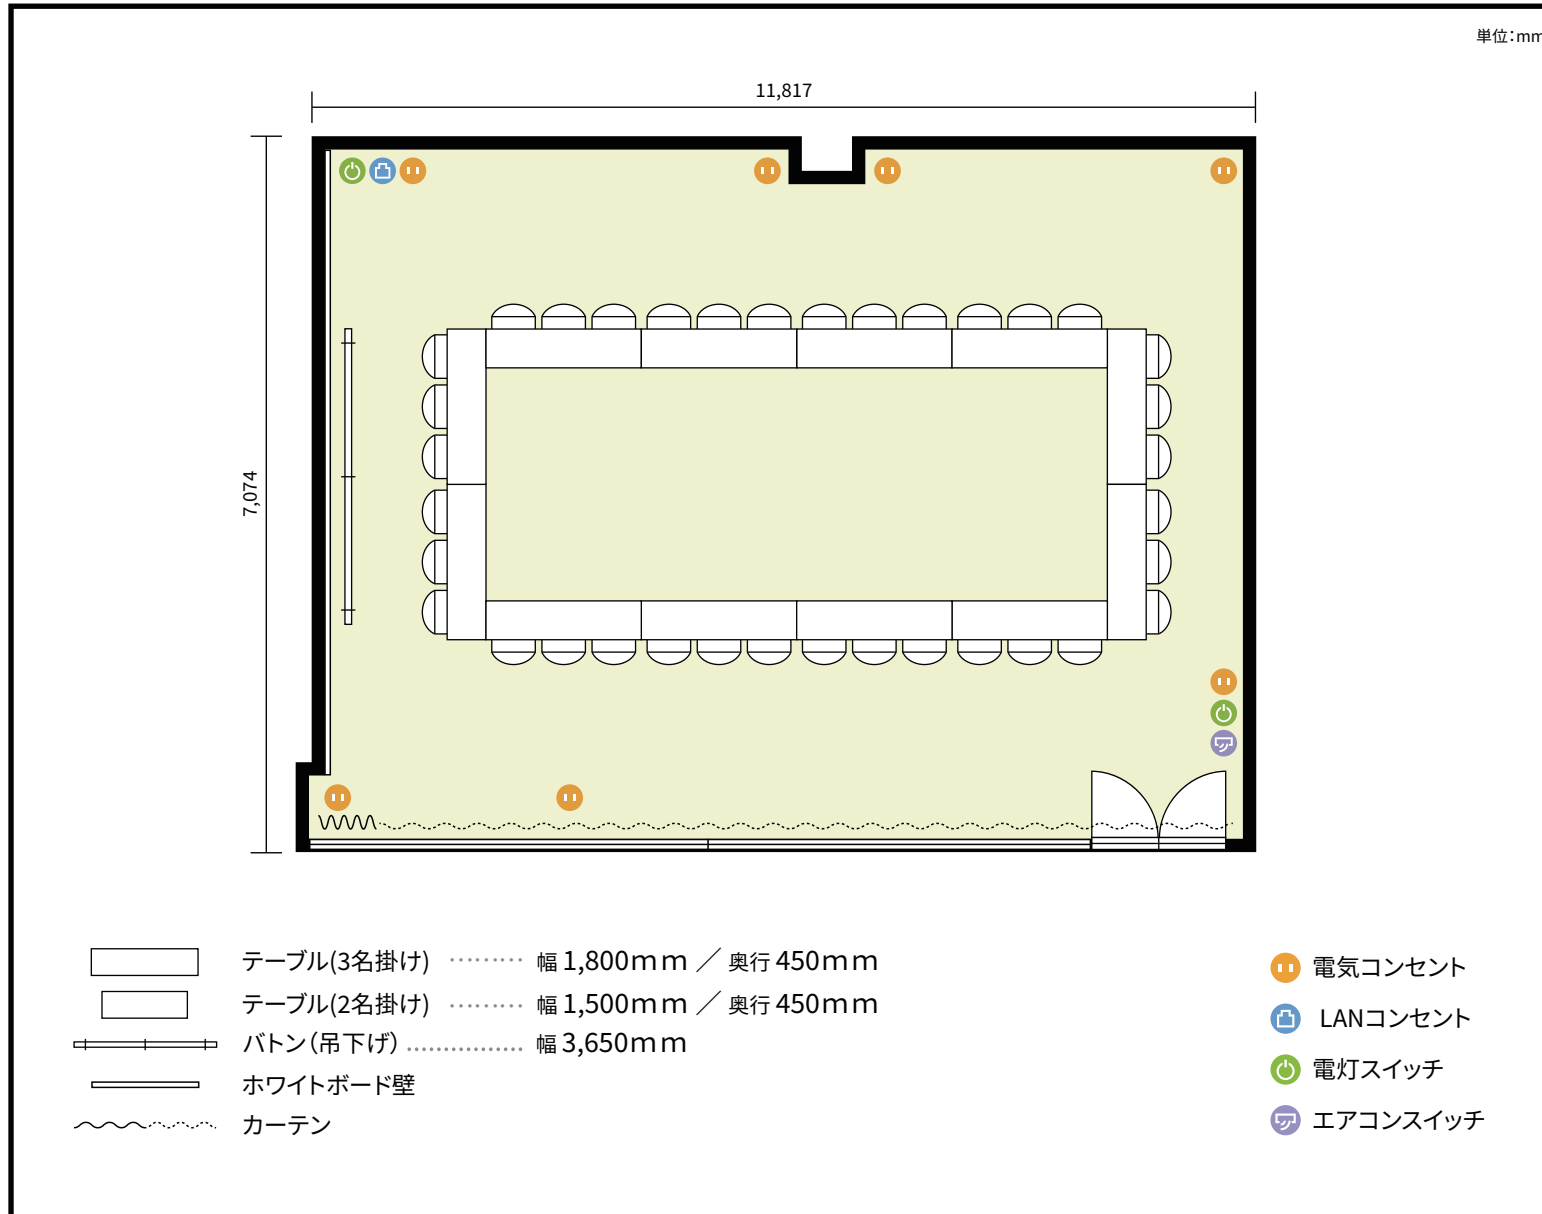 単位：mm
11,817
7,074
テーブル(3名掛け) ⋯⋯⋯ 幅 1,800mm ／ 奥行 450mm
テーブル(2名掛け) ⋯⋯⋯ 幅 1,500mm ／ 奥行 450mm
バトン（吊下げ） ................. 幅 3,650mm
ホワイトボード壁
カーテン
電気コンセント
LANコンセント
電灯スイッチ
エアコンスイッチ